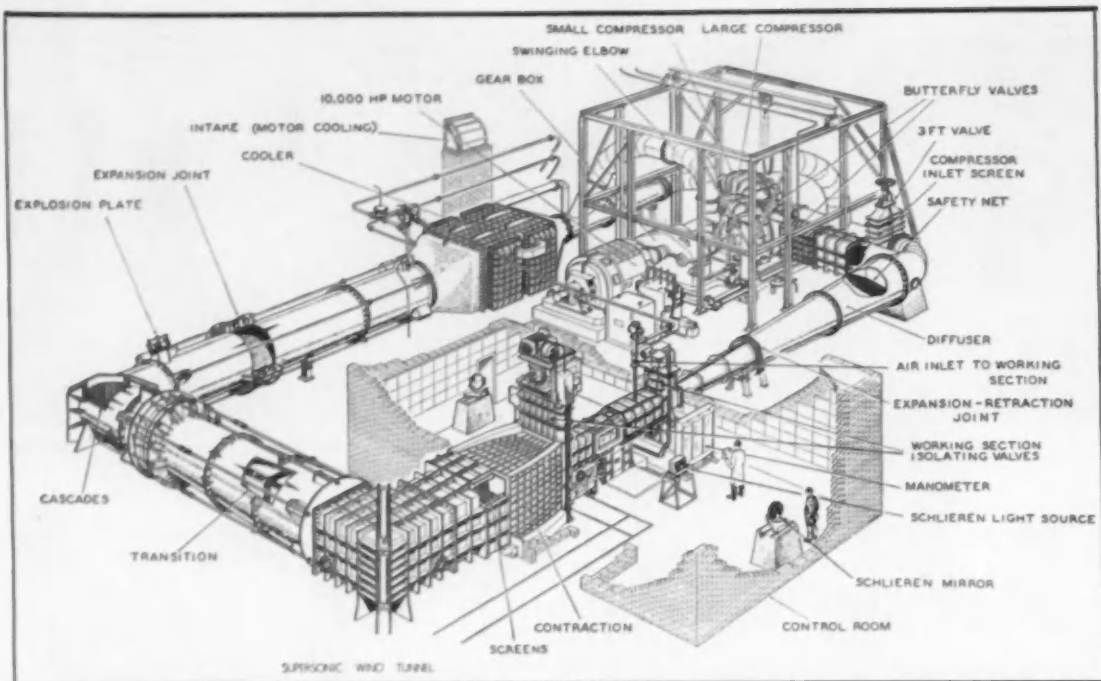 SMALL COMPRESSOR
LARGE COMPRESSOR
SWINGING ELBOW
GEAR BOX
BUTTERFLY VALVES
10,000 HP MOTOR
3FT VALVE
INTAKE (MOTOR COOLING)
COMPRESSOR
INLET SCREEN
COOLER
EXPANSION JOINT
SAFETY NET
EXPLOSION PLATE
DIFFUSER
AIR INLET TO WORKING
SECTION
EXPANSION-RETRACTION
JOINT
WORKING SECTION
ISOLATING VALVES
CASCADES
MANOMETER
SCHLIEREN LIGHT SOURCE
TRANSITION
SCHLIEREN MIRROR
CONTRACTION
CONTROL ROOM
SCREENS
SUPERSONIC WIND TUNNEL